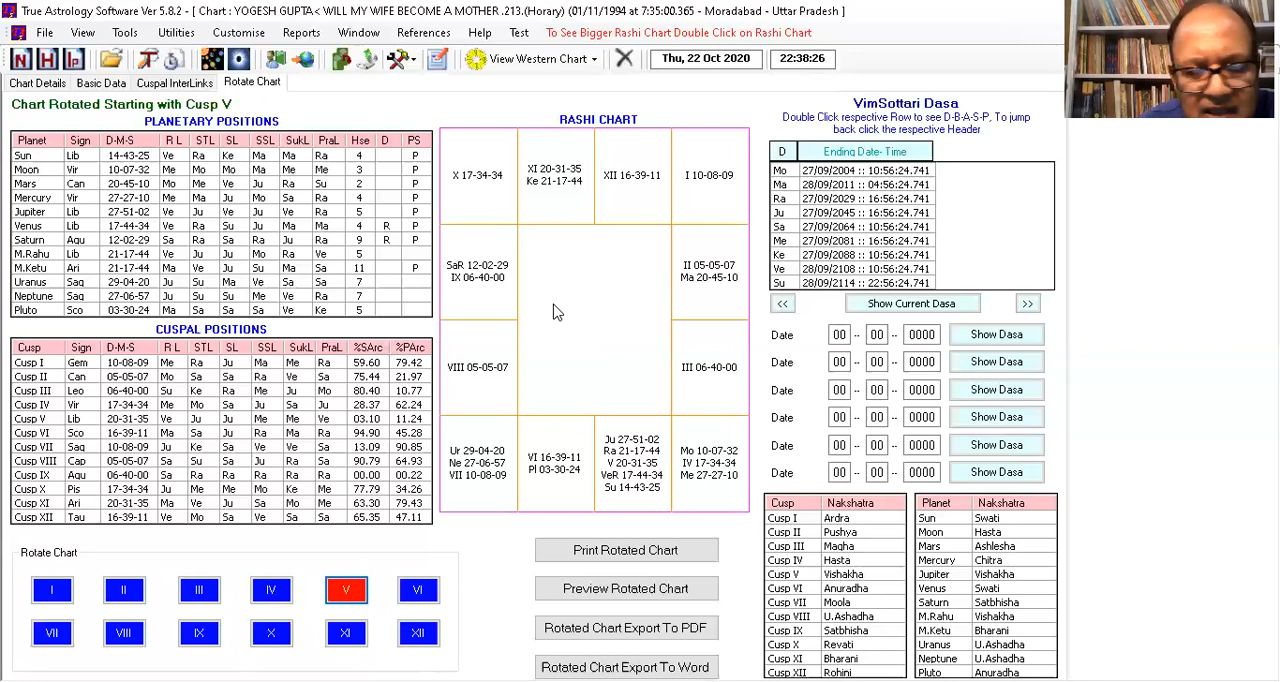 True Astrology Software Ver 5.8.2 - [ Chart : YOGESH GUPTA< WILL MY WIFE BECOME A MOTHER .213.(Horary) (01/11/1994 at 7:35:00.365 - Moradabad - Uttar Pradesh ]
File View Tools Utilities Customise Reports Window References Help Test To See Bigger Rashi Chart Double Click on Rashi Chart
N H Ip View Western Chart Thu, 22 Oct 2020 22:38:26
Chart Details Basic Data Cuspal InterLinks Rotate Chart
Chart Rotated Starting with Cusp V
PLANETARY POSITIONS
Planet Sign D-M-S R L STL SL SSL SukL PraL Hse D PS
Sun Lib 14-43-25 Ve Ra Ke Ma Ma Ra 4 P
Moon Vir 10-07-32 Me Mo Mo Ma Me Ra 3 P
Mars Can 20-45-10 Mo Me Ve Ju Ra Su 2 P
Mercury Vir 27-27-10 Me Ma Ju Mo Sa Ra 4 P
Jupiter Lib 27-51-02 Ve Ju Ve Ju Ve Ra 5 P
Venus Lib 17-44-34 Ve Ra Su Ju Ma Ma 4 R P
Saturn Aqu 12-02-29 Sa Ra Sa Ra Ju Ra 9 R P
M.Rahu Lib 21-17-44 Ve Ju Ju Mo Ra Ve 5
M.Ketu Ari 21-17-44 Ma Ve Ju Su Ma Sa 11 P
Uranus Sag 29-04-20 Ju Su Ma Ve Sa Sa 7
Neptune Sag 27-06-57 Ju Su Su Me Ve Ra 7
Pluto Sco 03-30-24 Ma Sa Sa Sa Ve Ke 5
CUSPAL POSITIONS
Cusp Sign D-M-S R L STL SL SSL SukL PraL %SArc %PArc
Cusp I Gem 10-08-09 Me Ra Ju Ma Me Ra 59.60 79.42
Cusp II Can 05-05-07 Mo Sa Sa Ra Ve Sa 75.44 21.97
Cusp III Leo 06-40-00 Su Ke Ra Me Ju Mo 80.40 10.77
Cusp IV Vir 17-34-34 Me Mo Sa Ju Sa Ju 28.37 62.24
Cusp V Lib 20-31-35 Ve Ju Ju Me Me Ve 03.10 11.24
Cusp VI Sco 16-39-11 Ma Sa Ju Ra Ma Ra 94.90 45.28
Cusp VII Sag 10-08-09 Ju Ke Sa Me Ve Ju 13.09 90.85
Cusp VIII Cap 05-05-07 Sa Su Sa Ju Ra Sa 90.79 64.93
Cusp IX Aqu 06-40-00 Sa Ra Ra Ra Ra Ra 00.00 00.22
Cusp X Pis 17-34-34 Ju Me Me Mo Ke Me 77.79 34.26
Cusp XI Ari 20-31-35 Ma Ve Ju Sa Mo Me 63.30 79.43
Cusp XII Tau 16-39-11 Ve Mo Sa Ve Sa Sa 65.35 47.11
Rotate Chart
I II III IV V VI
VII VIII IX X XI XII
RASHI CHART
X 17-34-34
XI 20-31-35
Ke 21-17-44
XII 16-39-11
I 10-08-09
SaR 12-02-29
IX 06-40-00
II 05-05-07
Ma 20-45-10
VIII 05-05-07
III 06-40-00
Ur 29-04-20
Ne 27-06-57
VII 10-08-09
VI 16-39-11
Pl 03-30-24
Ju 27-51-02
Ra 21-17-44
V 20-31-35
VeR 17-44-34
Su 14-43-25
Mo 10-07-32
IV 17-34-34
Me 27-27-10
Print Rotated Chart
Preview Rotated Chart
Rotated Chart Export To PDF
Rotated Chart Export To Word
VimSottari Dasa
Double Click respective Row to see D-B-A-S-P, To jump
back click the respective Header
D Ending Date- Time
Mo 27/09/2004 :: 10:56:24.741
Ma 28/09/2011 :: 04:56:24.741
Ra 27/09/2029 :: 16:56:24.741
Ju 27/09/2045 :: 16:56:24.741
Sa 27/09/2064 :: 10:56:24.741
Me 27/09/2081 :: 16:56:24.741
Ke 27/09/2088 :: 10:56:24.741
Ve 28/09/2108 :: 10:56:24.741
Su 28/09/2114 :: 22:56:24.741
<< Show Current Dasa >>
Date 00 -- 00 -- 0000 Show Dasa
Date 00 -- 00 -- 0000 Show Dasa
Date 00 -- 00 -- 0000 Show Dasa
Date 00 -- 00 -- 0000 Show Dasa
Date 00 -- 00 -- 0000 Show Dasa
Date 00 -- 00 -- 0000 Show Dasa
Cusp Nakshatra
Cusp I Ardra
Cusp II Pushya
Cusp III Magha
Cusp IV Hasta
Cusp V Vishakha
Cusp VI Anuradha
Cusp VII Moola
Cusp VIII U.Ashadha
Cusp IX Satbhisha
Cusp X Revati
Cusp XI Bharani
Cusp XII Rohini
Planet Nakshatra
Sun Swati
Moon Hasta
Mars Ashlesha
Mercury Chitra
Jupiter Vishakha
Venus Swati
Saturn Satbhisha
M.Rahu Vishakha
M.Ketu Bharani
Uranus U.Ashadha
Neptune U.Ashadha
Pluto Anuradha